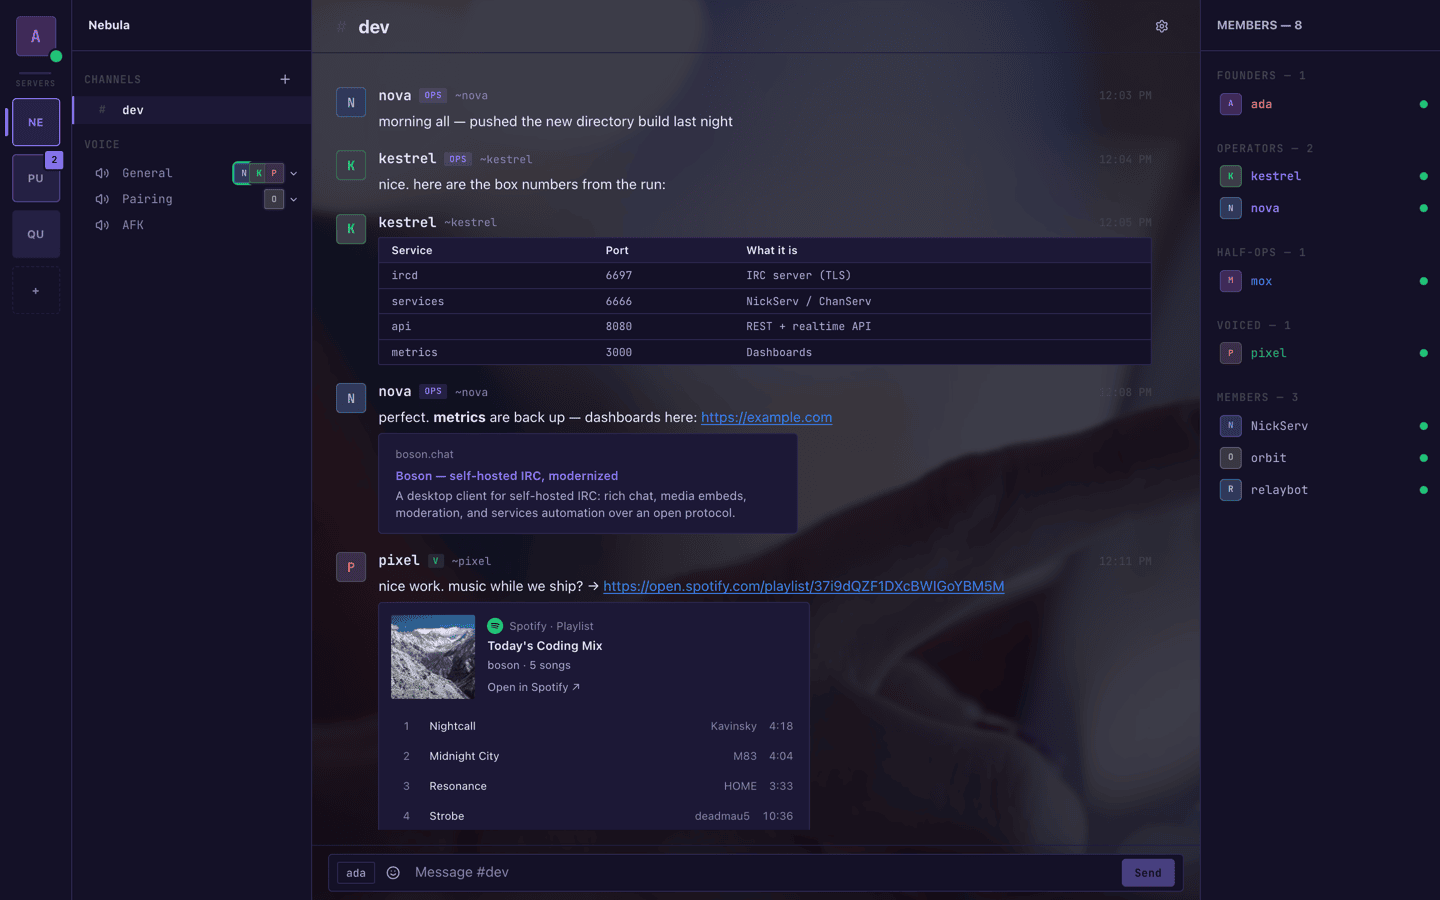 A
SERVERS
NE
2
PU
QU
+
Nebula
CHANNELS +
# dev
VOICE
General N K P
Pairing O
AFK
# dev
N nova OPS ~nova 12:03 PM
morning all — pushed the new directory build last night
K kestrel OPS ~kestrel 12:04 PM
nice. here are the box numbers from the run:
K kestrel ~kestrel 12:05 PM
Service Port What it is
ircd 6697 IRC server (TLS)
services 6666 NickServ / ChanServ
api 8080 REST + realtime API
metrics 3000 Dashboards
N nova OPS ~nova 12:08 PM
perfect. metrics are back up — dashboards here: https://example.com
boson.chat
Boson — self-hosted IRC, modernized
A desktop client for self-hosted IRC: rich chat, media embeds,
moderation, and services automation over an open protocol.
P pixel V ~pixel 12:11 PM
nice work. music while we ship? → https://open.spotify.com/playlist/37i9dQZF1DXcBWIGoYBM5M
Spotify · Playlist
Today's Coding Mix
boson · 5 songs
Open in Spotify ↗
1 Nightcall Kavinsky 4:18
2 Midnight City M83 4:04
3 Resonance HOME 3:33
4 Strobe deadmau5 10:36
ada Message #dev Send
MEMBERS — 8
FOUNDERS — 1
A ada
OPERATORS — 2
K kestrel
N nova
HALF-OPS — 1
M mox
VOICED — 1
P pixel
MEMBERS — 3
N NickServ
O orbit
R relaybot